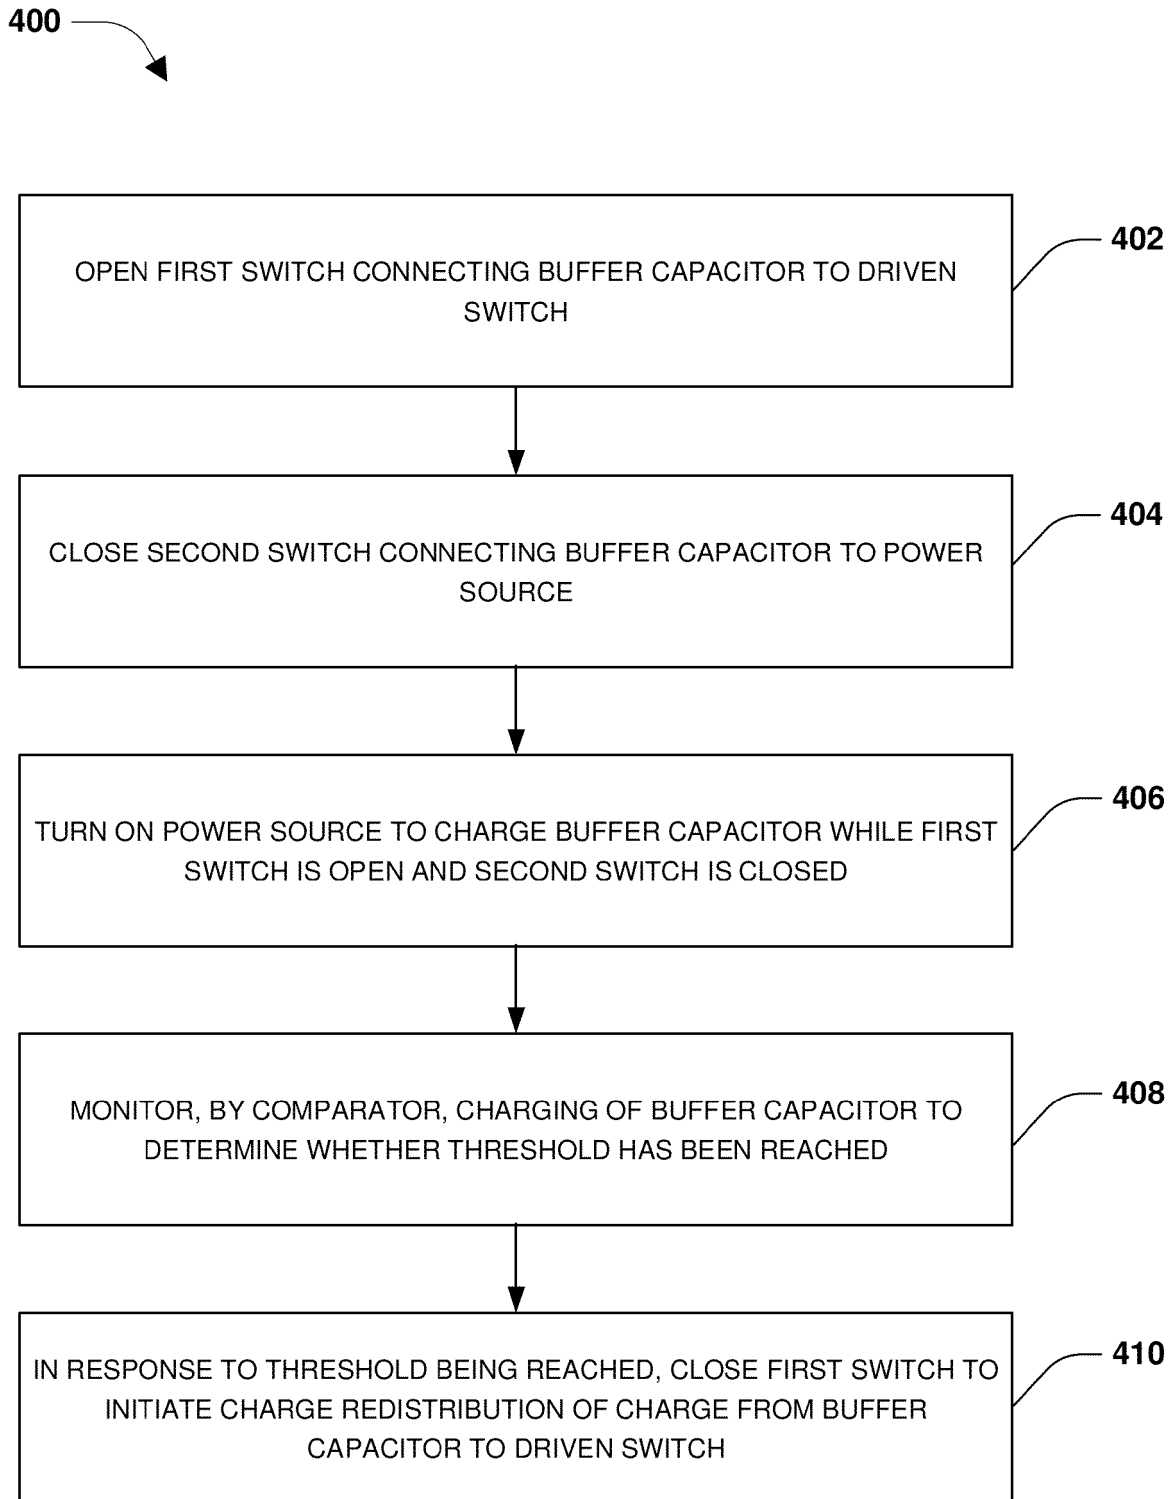 400
OPEN FIRST SWITCH CONNECTING BUFFER CAPACITOR TO DRIVEN
SWITCH
402
CLOSE SECOND SWITCH CONNECTING BUFFER CAPACITOR TO POWER
SOURCE
404
TURN ON POWER SOURCE TO CHARGE BUFFER CAPACITOR WHILE FIRST
SWITCH IS OPEN AND SECOND SWITCH IS CLOSED
406
MONITOR, BY COMPARATOR, CHARGING OF BUFFER CAPACITOR TO
DETERMINE WHETHER THRESHOLD HAS BEEN REACHED
408
IN RESPONSE TO THRESHOLD BEING REACHED, CLOSE FIRST SWITCH TO
INITIATE CHARGE REDISTRIBUTION OF CHARGE FROM BUFFER
CAPACITOR TO DRIVEN SWITCH
410